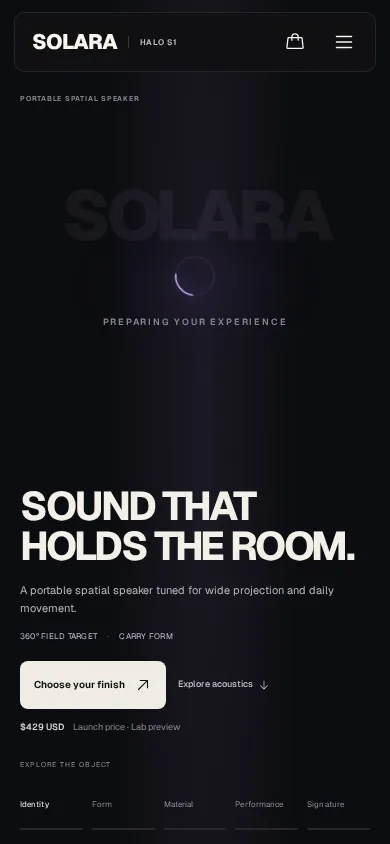 SOLARA HALO S1
PORTABLE SPATIAL SPEAKER
SOLARA
PREPARING YOUR EXPERIENCE
SOUND THAT
HOLDS THE ROOM.
A portable spatial speaker tuned for wide projection and daily
movement.
360° FIELD TARGET · CARRY FORM
Choose your finish Explore acoustics
$429 USD Launch price · Lab preview
EXPLORE THE OBJECT
Identity Form Material Performance Signature